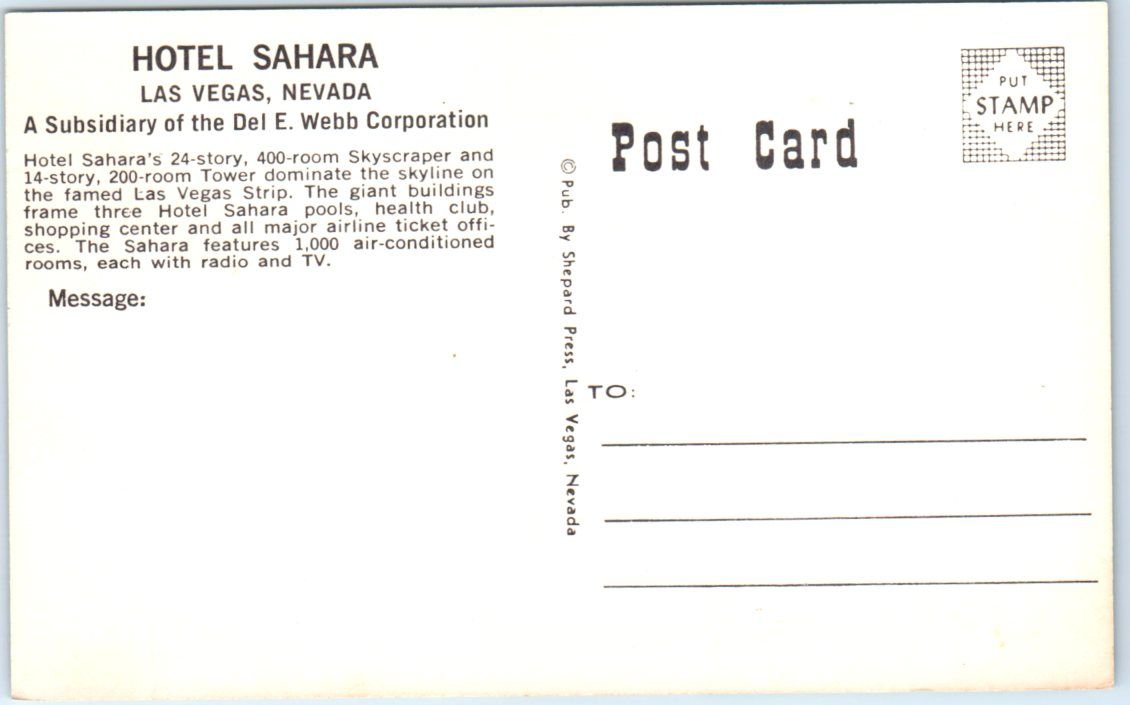 HOTEL SAHARA
LAS VEGAS, NEVADA
A Subsidiary of the Del E. Webb Corporation
Hotel Sahara's 24-story, 400-room Skyscraper and
14-story, 200-room Tower dominate the skyline on
the famed Las Vegas Strip. The giant buildings
frame three Hotel Sahara pools, health club,
shopping center and all major airline ticket offi-
ces. The Sahara features 1,000 air-conditioned
rooms, each with radio and TV.
Message:
© Pub. By Shepard Press, Las Vegas, Nevada
Post Card
PUT
STAMP
HERE
TO: